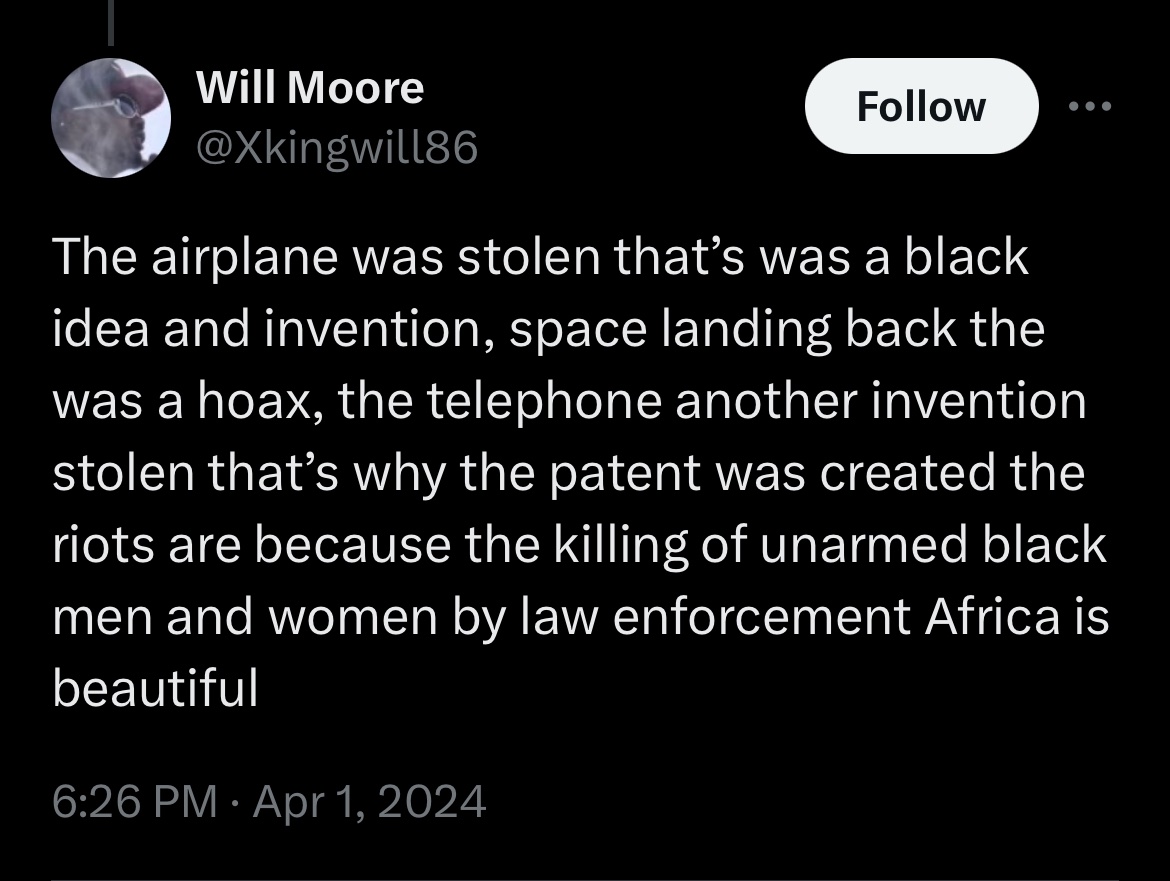 Will Moore
Follow
@Xkingwill86
The airplane was stolen that’s was a black
idea and invention, space landing back the
was a hoax, the telephone another invention
stolen that’s why the patent was created the
riots are because the killing of unarmed black
men and women by law enforcement Africa is
beautiful
6:26 PM · Apr 1, 2024